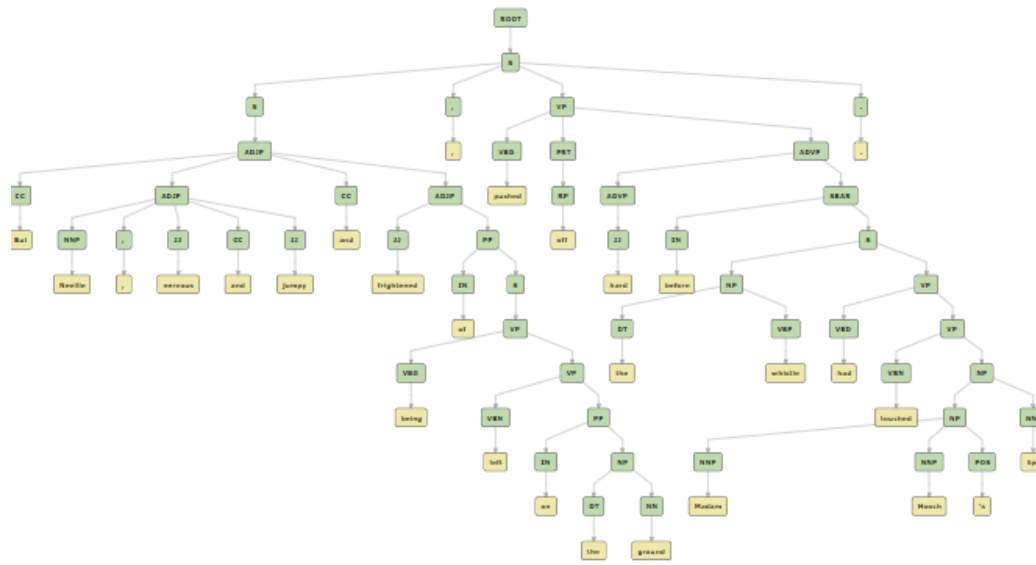 ROOT
S
S , VP .
ADJP , VBD PRT ADVP .
CC ADJP CC ADJP pushed RP ADVP SBAR
But NNP , JJ CC JJ and JJ PP off JJ IN S
Neville , nervous and jumpy frightened IN S hard before NP VP
of VP DT VBD VP
VBG VP the whistle had VBN NP
being VBN PP touched NP NN
left IN NP NNP NNP POS
on DT NN Madam Hooch 's
the ground